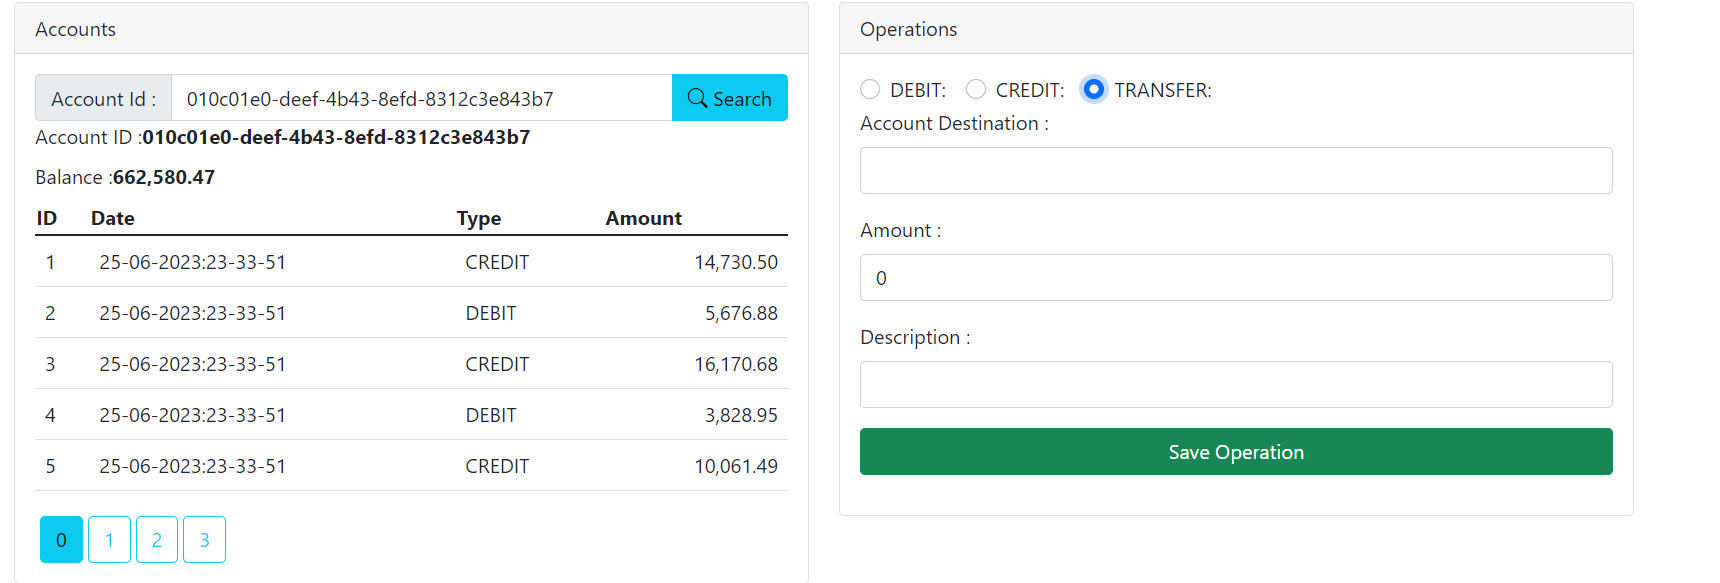 Accounts
Account Id :
010c01e0-deef-4b43-8efd-8312c3e843b7
Search
Account ID :010c01e0-deef-4b43-8efd-8312c3e843b7
Balance :662,580.47
ID Date Type Amount
1 25-06-2023:23-33-51 CREDIT 14,730.50
2 25-06-2023:23-33-51 DEBIT 5,676.88
3 25-06-2023:23-33-51 CREDIT 16,170.68
4 25-06-2023:23-33-51 DEBIT 3,828.95
5 25-06-2023:23-33-51 CREDIT 10,061.49
0 1 2 3
Operations
DEBIT: CREDIT: TRANSFER:
Account Destination :
Amount :
0
Description :
Save Operation